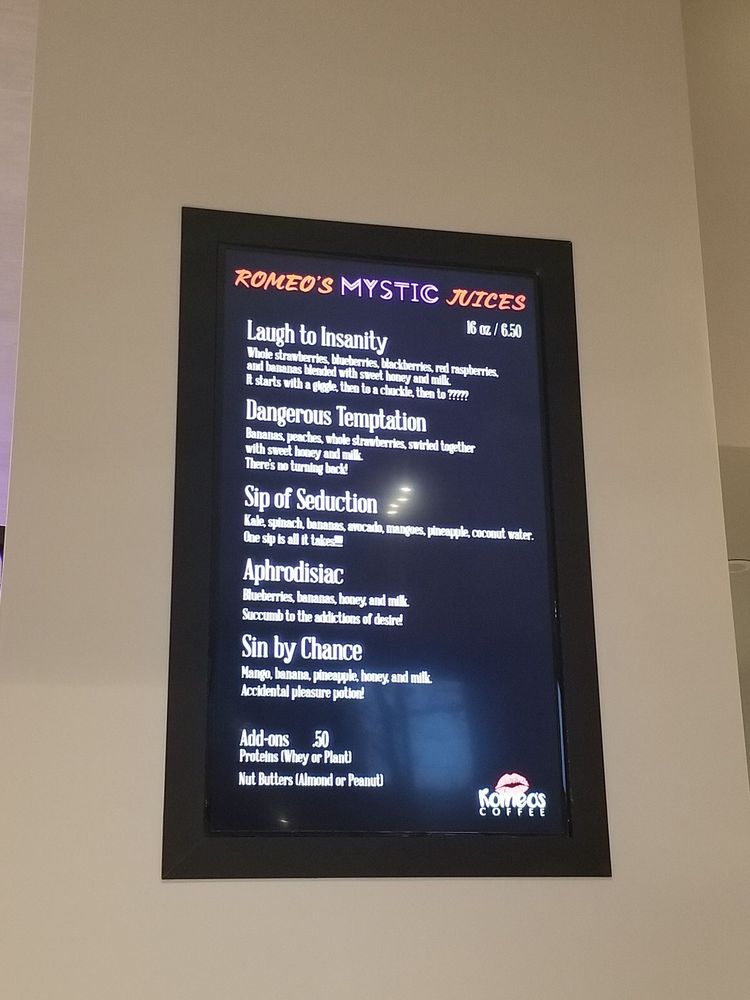 ROMEO'S MYSTIC JUICES
16 oz / 6.50
Laugh to Insanity
Whole strawberries, blueberries, blackberries, red raspberries,
and bananas blended with sweet honey and milk.
It starts with a giggle, then to a chuckle, then to ?????
Dangerous Temptation
Bananas, peaches, whole strawberries, swirled together
with sweet honey and milk.
There's no turning back!
Sip of Seduction
Kale, spinach, bananas, avocado, mangoes, pineapple, coconut water.
One sip is all it takes!!!!
Aphrodisiac
Blueberries, bananas, honey, and milk.
Succumb to the addictions of desire!
Sin by Chance
Mango, banana, pineapple, honey, and milk.
Accidental pleasure potion!
Add-ons .50
Proteins (Whey or Plant)
Nut Butters (Almond or Peanut)
Romeo's
COFFEE